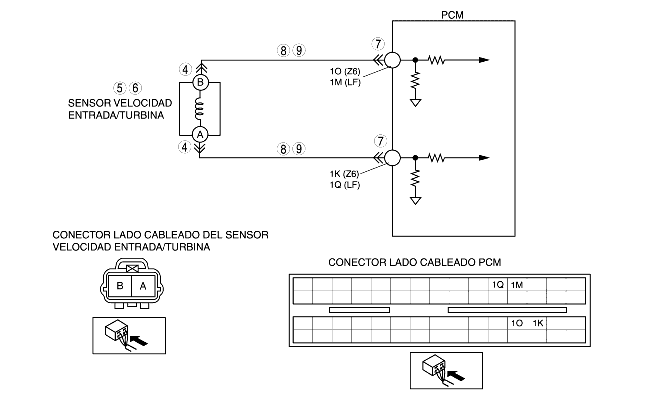 PCM
8 9
7
4
1O (Z6)
1M (LF)
B
5 6
SENSOR VELOCIDAD
ENTRADA/TURBINA
A
4
8 9
7
1K (Z6)
1Q (LF)
CONECTOR LADO CABLEADO DEL SENSOR
VELOCIDAD ENTRADA/TURBINA
B A
CONECTOR LADO CABLEADO PCM
1Q 1M
1O 1K